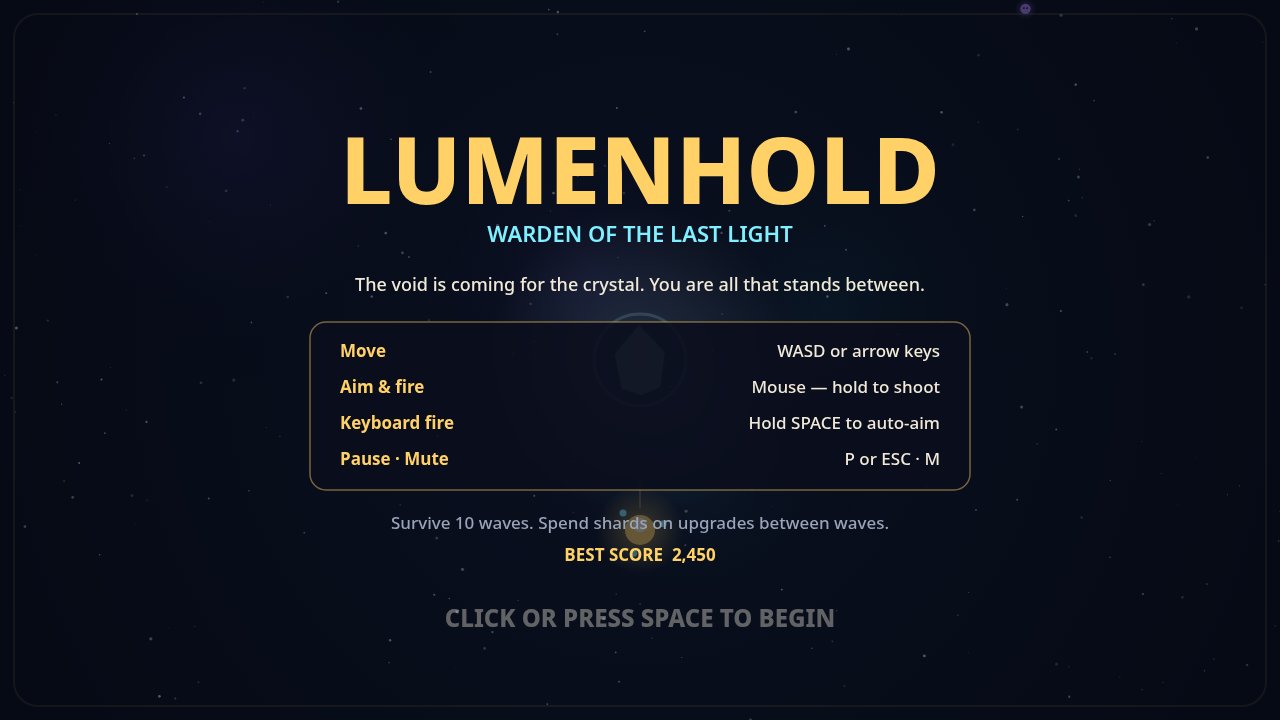 LUMENHOLD
WARDEN OF THE LAST LIGHT
The void is coming for the crystal. You are all that stands between.
Move WASD or arrow keys
Aim & fire Mouse — hold to shoot
Keyboard fire Hold SPACE to auto-aim
Pause · Mute P or ESC · M
Survive 10 waves. Spend shards on upgrades between waves.
BEST SCORE 2,450
CLICK OR PRESS SPACE TO BEGIN